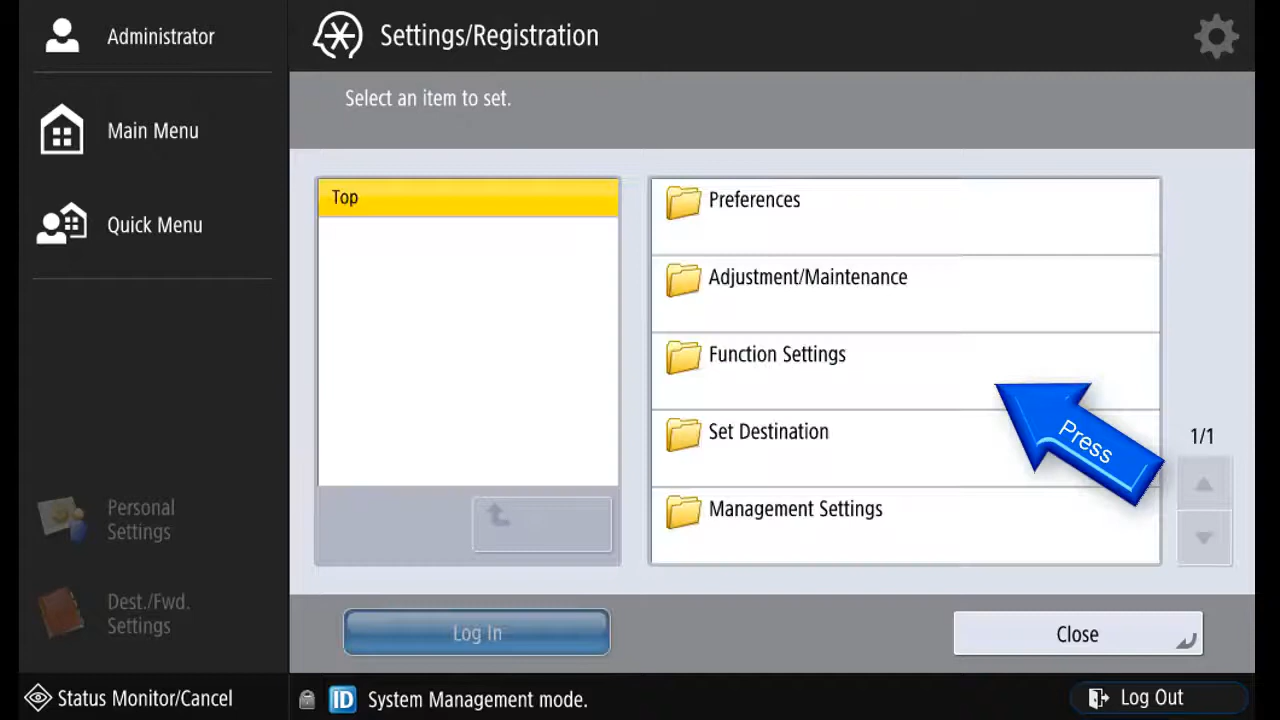 Administrator
Settings/Registration
Main Menu
Quick Menu
Personal
Settings
Dest./Fwd.
Settings
Select an item to set.
Top
Preferences
Adjustment/Maintenance
Function Settings
Set Destination
Management Settings
Press
1/1
Log In
Close
Status Monitor/Cancel
ID
System Management mode.
Log Out